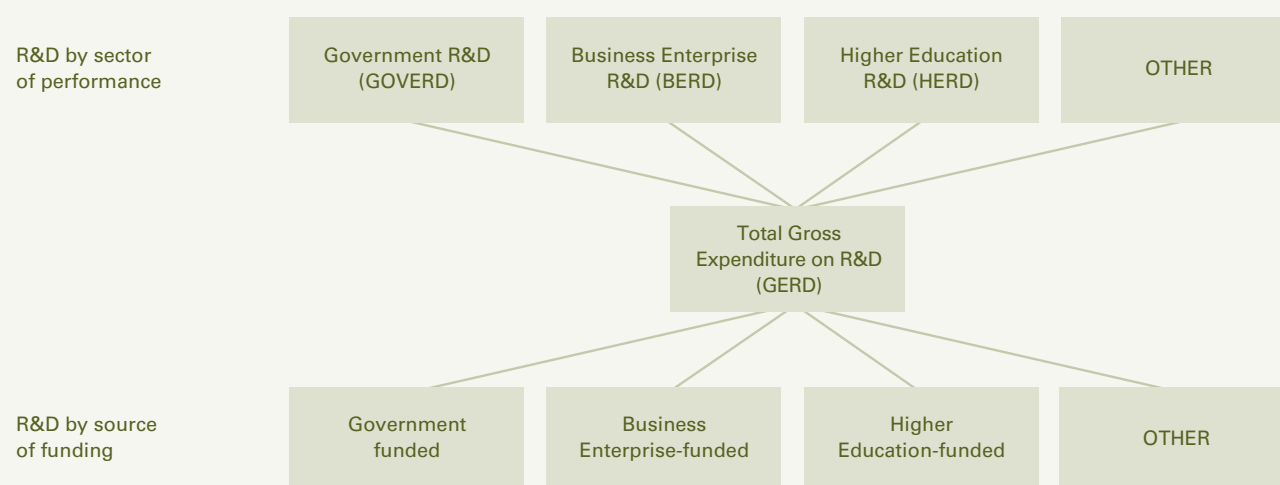 R&D by sector
of performance
Government R&D
(GOVERD)
Business Enterprise
R&D (BERD)
Higher Education
R&D (HERD)
OTHER
Total Gross
Expenditure on R&D
(GERD)
R&D by source
of funding
Government
funded
Business
Enterprise-funded
Higher
Education-funded
OTHER